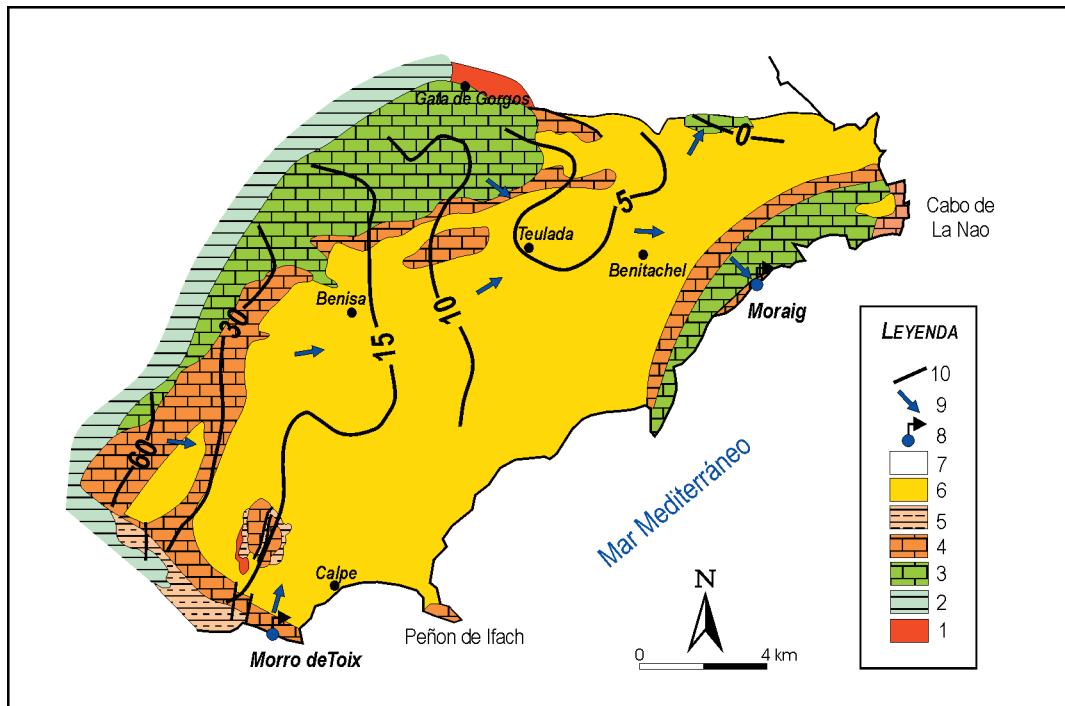 Gata de Gorgos
0
5
Teulada
Cabo de
La Nao
Benitachel
Moraig
Benisa
30
15
10
60
Mar Mediterráneo
Calpe
Peñon de Ifach
Morro deToix
N
0 4 km
LEYENDA
10
9
8
7
6
5
4
3
2
1